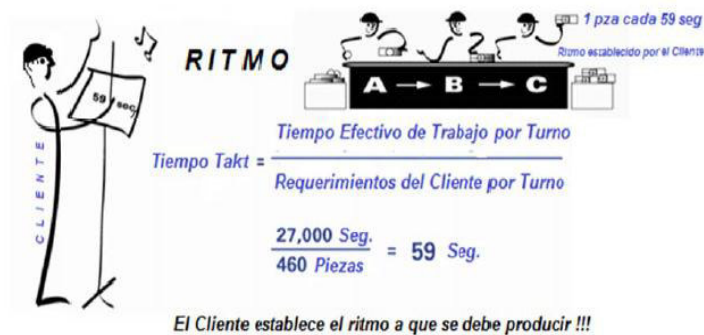 1 pza cada 59 seg
RITMO
Ritmo establecido por el Cliente
59 sec
A → B → C
CLIENTE
Tiempo Efectivo de Trabajo por Turno
Tiempo Takt =
Requerimientos del Cliente por Turno
27,000 Seg.
460 Piezas
= 59 Seg.
El Cliente establece el ritmo a que se debe producir !!!